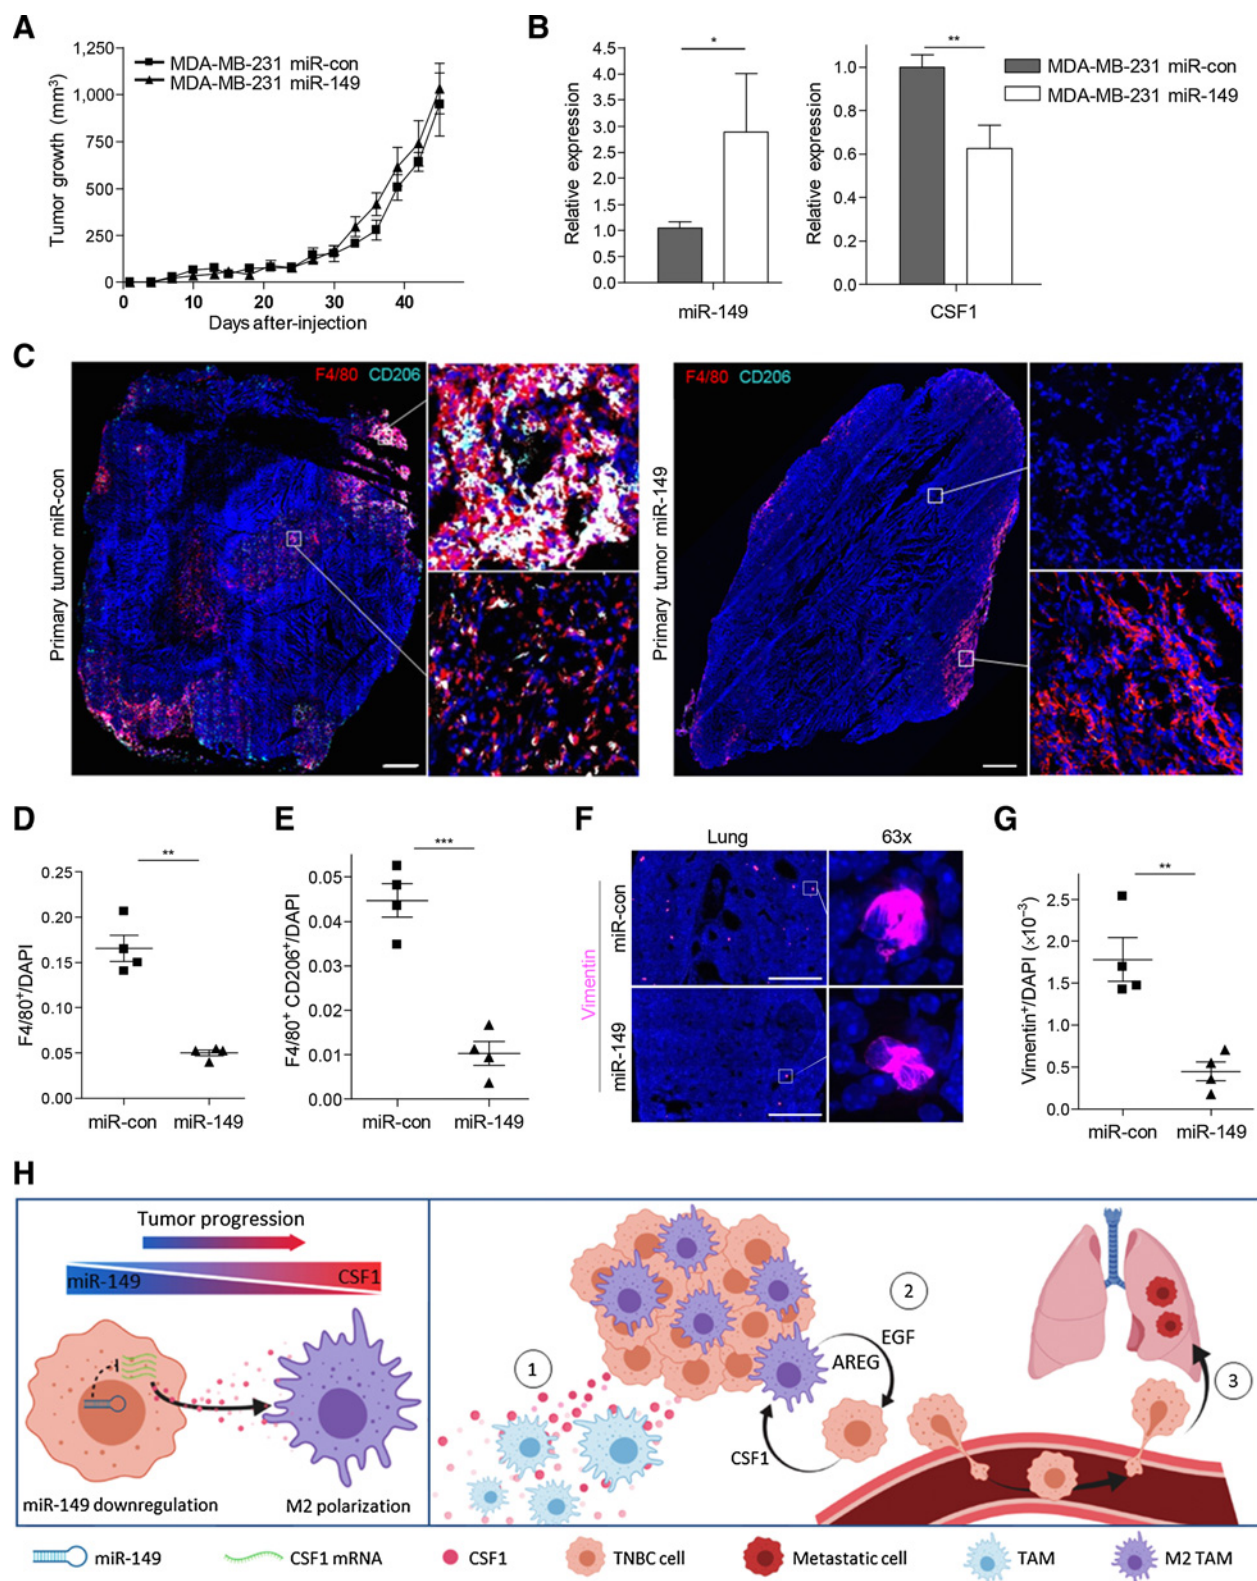 A
1,250
1,000
750
500
250
0
Tumor growth (mm³)
MDA-MB-231 miR-con
MDA-MB-231 miR-149
0 10 20 30 40
Days after-injection
B
4.5
4.0
3.5
3.0
2.5
2.0
1.5
1.0
0.5
0.0
Relative expression
*
miR-149
1.0
0.8
0.6
0.4
0.2
0.0
Relative expression
**
CSF1
MDA-MB-231 miR-con
MDA-MB-231 miR-149
C
Primary tumor miR-con
F4/80 CD206
Primary tumor miR-149
F4/80 CD206
D
0.25
0.20
0.15
0.10
0.05
0.00
F4/80⁺/DAPI
**
miR-con miR-149
E
0.05
0.04
0.03
0.02
0.01
0.00
F4/80⁺ CD206⁺/DAPI
***
miR-con miR-149
F
Lung 63x
Vimentin
miR-con
miR-149
G
2.5
2.0
1.5
1.0
0.5
0.0
Vimentin⁺/DAPI (×10⁻³)
**
miR-con miR-149
H
Tumor progression
miR-149 CSF1
miR-149 downregulation M2 polarization
1
2
EGF
AREG
CSF1
3
miR-149 CSF1 mRNA CSF1 TNBC cell Metastatic cell TAM M2 TAM